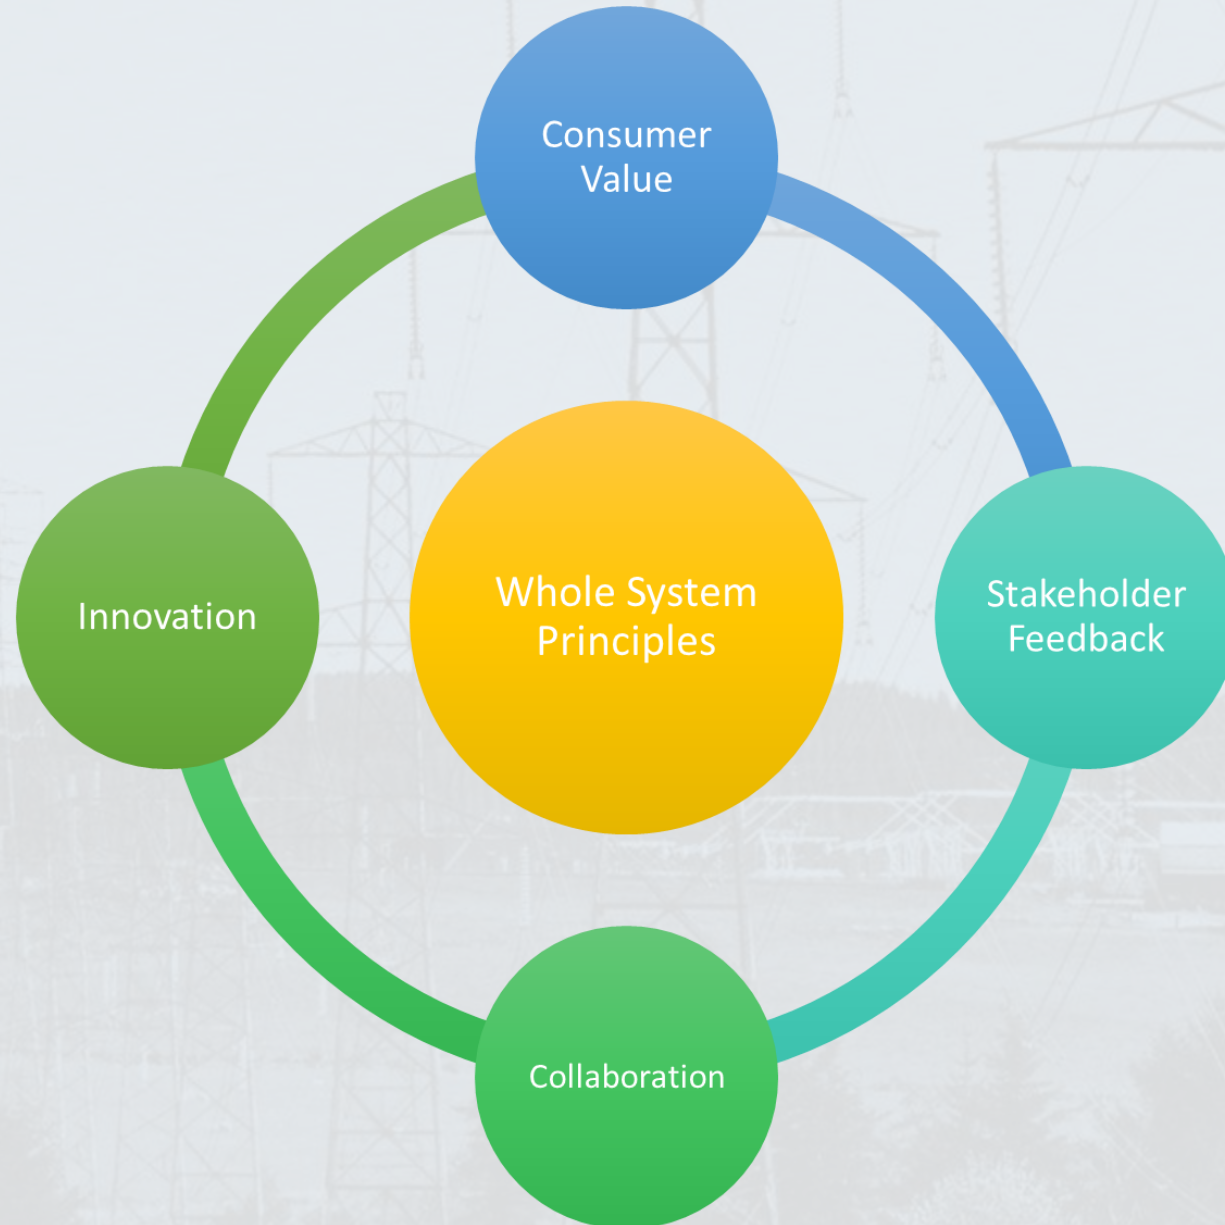 Consumer
Value
Whole System
Principles
Innovation
Stakeholder
Feedback
Collaboration